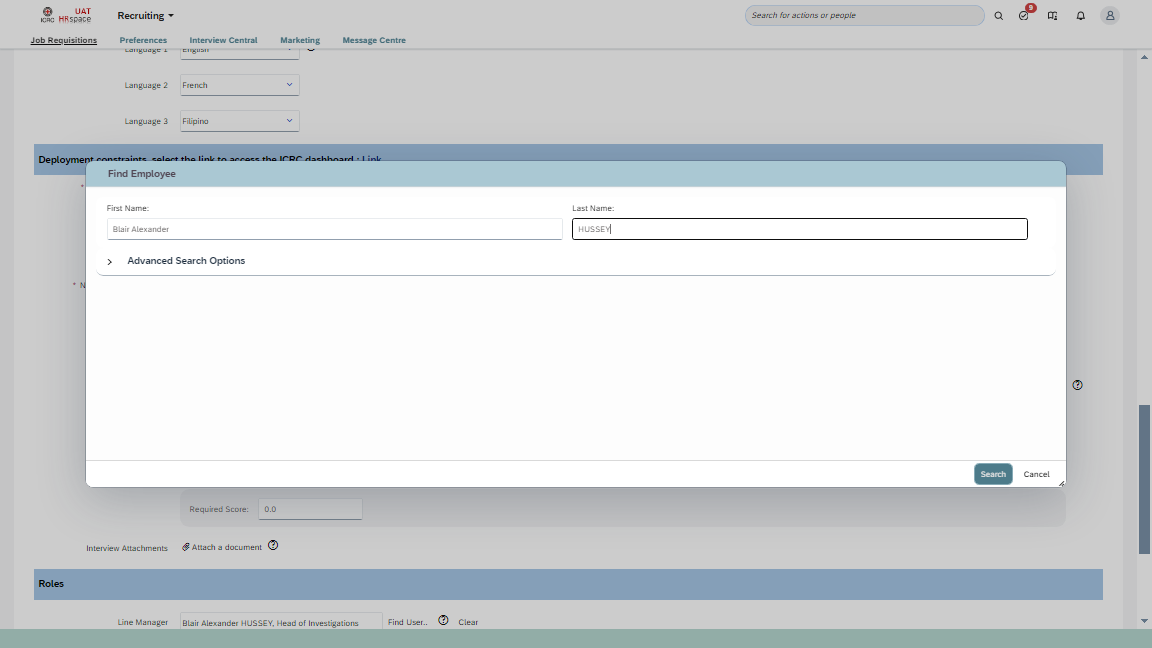 UAT
ICRC HRspace
Recruiting
Search for actions or people
9
Job Requisitions Preferences Interview Central Marketing Message Centre
Language 1 English
Language 2 French
Language 3 Filipino
Deployment constraints, select the link to access the ICRC dashboard : Link
*
Find Employee
First Name: Last Name:
Blair Alexander HUSSEY
Advanced Search Options
* N
Search Cancel
Required Score: 0.0
Interview Attachments Attach a document
Roles
Line Manager Blair Alexander HUSSEY, Head of Investigations Find User.. Clear